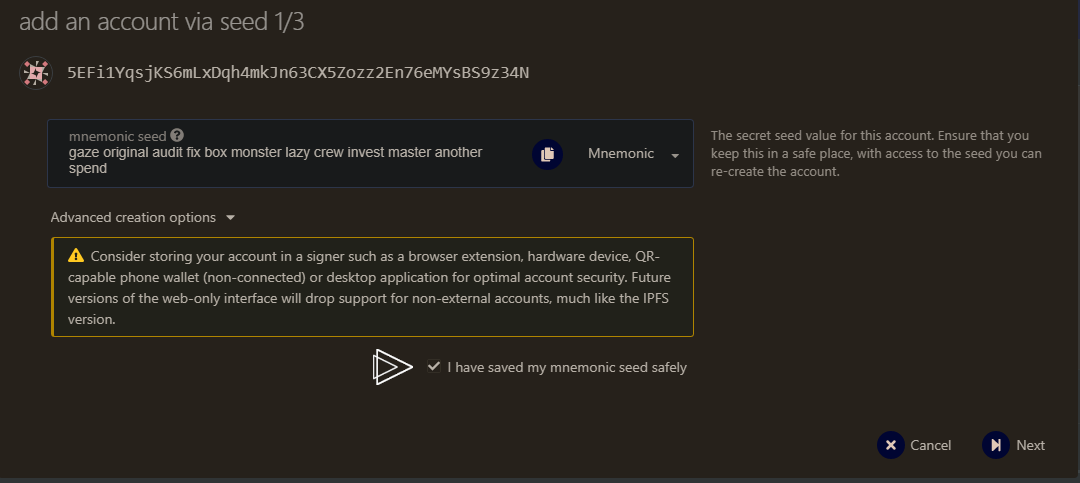 add an account via seed 1/3
5EFi1YqsjKS6mLxDqh4mkJn63CX5Zozz2En76eMYsBS9z34N
mnemonic seed
gaze original audit fix box monster lazy crew invest master another
spend
Mnemonic
The secret seed value for this account. Ensure that you
keep this in a safe place, with access to the seed you can
re-create the account.
Advanced creation options
Consider storing your account in a signer such as a browser extension, hardware device, QR-
capable phone wallet (non-connected) or desktop application for optimal account security. Future
versions of the web-only interface will drop support for non-external accounts, much like the IPFS
version.
I have saved my mnemonic seed safely
Cancel
Next